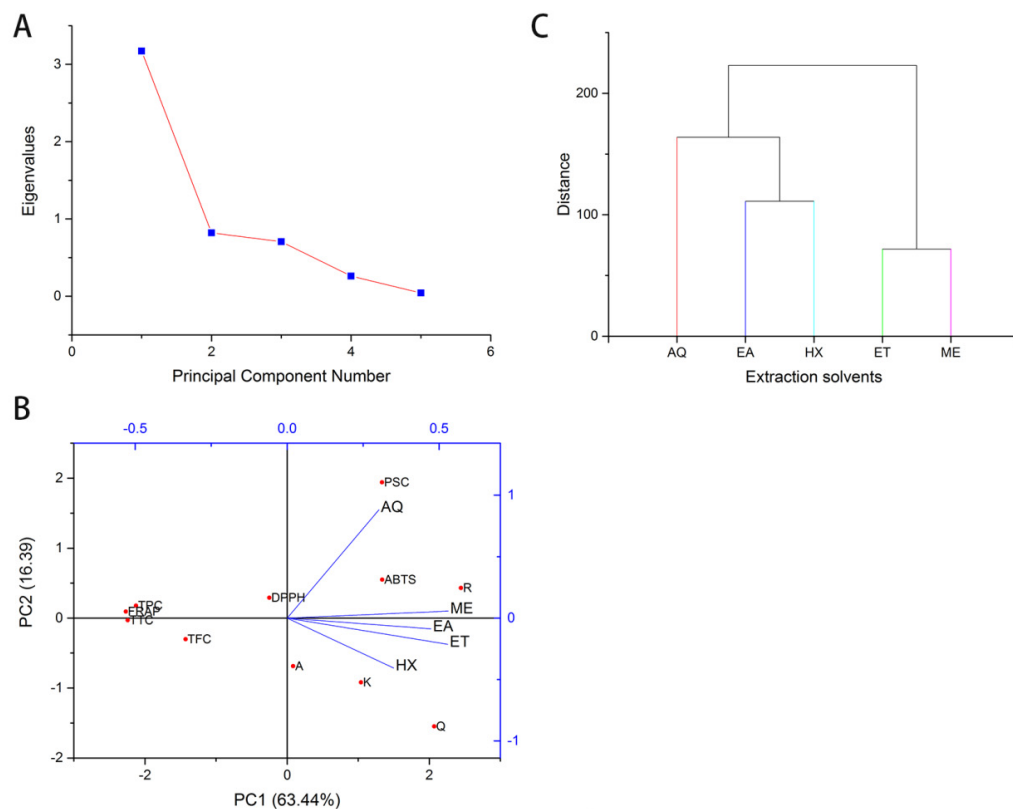 A
3
2
1
0
Eigenvalues
0
2
4
6
Principal Component Number
C
200
100
0
Distance
AQ
EA
HX
ET
ME
Extraction solvents
B
-0.5
0.0
0.5
2
1
0
-1
-2
PC2 (16.39)
1
0
-1
PSC
AQ
ABTS
R
DPPH
TPC
FRAP
TTC
TFC
ME
EA
ET
HX
A
K
Q
-2
0
2
PC1 (63.44%)